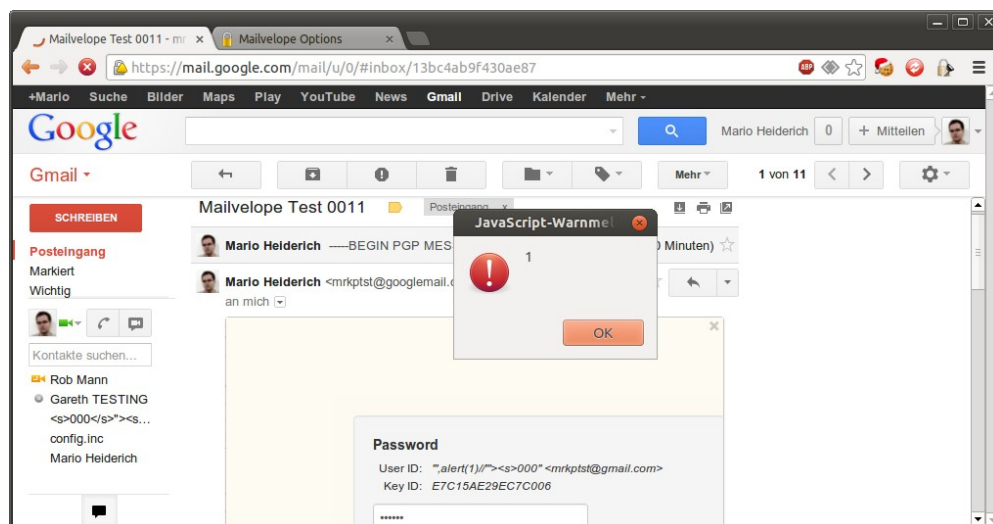 Mailvelope Test 0011 - mr
Mailvelope Options
https://mail.google.com/mail/u/0/#inbox/13bc4ab9f430ae87
ABP
+Mario Suche Bilder Maps Play YouTube News Gmail Drive Kalender Mehr
Google
Mario Heiderich 0 + Mitteilen
Gmail
Mehr
1 von 11
SCHREIBEN
Mailvelope Test 0011
Posteingang x
JavaScript-Warnmel
1
OK
Posteingang
Markiert
Wichtig
Mario Heiderich -----BEGIN PGP MES
Minuten)
Mario Heiderich <mrkptst@googlemail.c
an mich
Kontakte suchen...
Rob Mann
Gareth TESTING
<s>000</s>"><s...
config.inc
Mario Heiderich
Password
User ID: "',alert(1)//'"><s>000" <mrkptst@gmail.com>
Key ID: E7C15AE29EC7C006
••••••